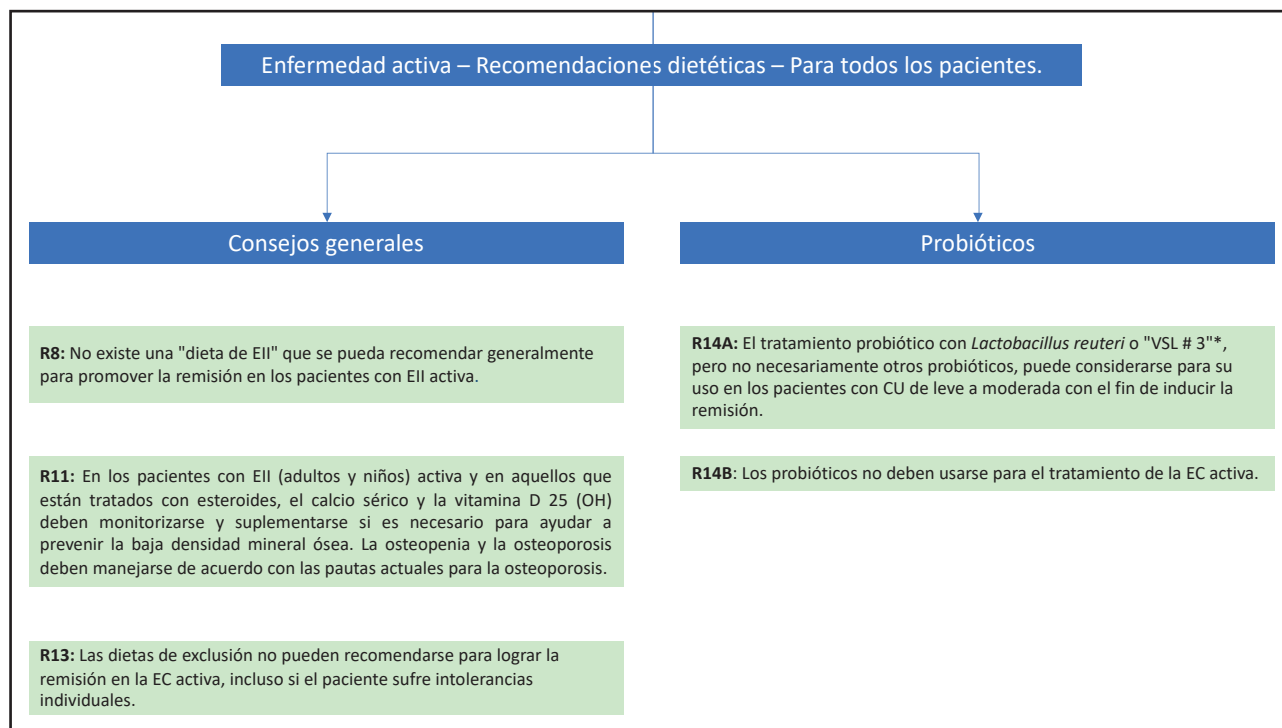 Enfermedad activa – Recomendaciones dietéticas – Para todos los pacientes.
Consejos generales
R8: No existe una "dieta de EII" que se pueda recomendar generalmente
para promover la remisión en los pacientes con EII activa.
R11: En los pacientes con EII (adultos y niños) activa y en aquellos que
están tratados con esteroides, el calcio sérico y la vitamina D 25 (OH)
deben monitorizarse y suplementarse si es necesario para ayudar a
prevenir la baja densidad mineral ósea. La osteopenia y la osteoporosis
deben manejarse de acuerdo con las pautas actuales para la osteoporosis.
R13: Las dietas de exclusión no pueden recomendarse para lograr la
remisión en la EC activa, incluso si el paciente sufre intolerancias
individuales.
Probióticos
R14A: El tratamiento probiótico con Lactobacillus reuteri o "VSL # 3"*,
pero no necesariamente otros probióticos, puede considerarse para su
uso en los pacientes con CU de leve a moderada con el fin de inducir la
remisión.
R14B: Los probióticos no deben usarse para el tratamiento de la EC activa.